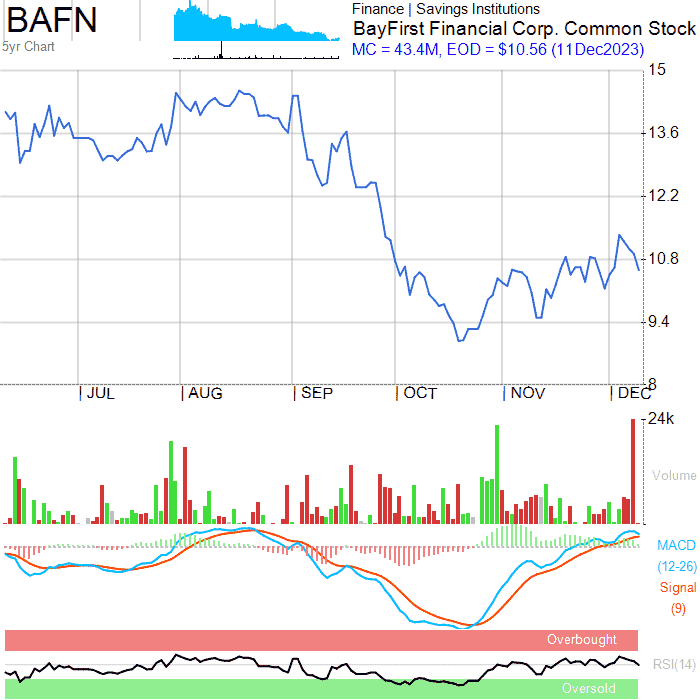 BAFN
5yr Chart
Finance | Savings Institutions
BayFirst Financial Corp. Common Stock
MC = 43.4M, EOD = $10.56 (11Dec2023)
15
13.6
12.2
10.8
9.4
8
| JUL | AUG | SEP | OCT | NOV | DEC
24k
Volume
MACD
(12-26)
Signal
(9)
Overbought
RSI(14)
Oversold